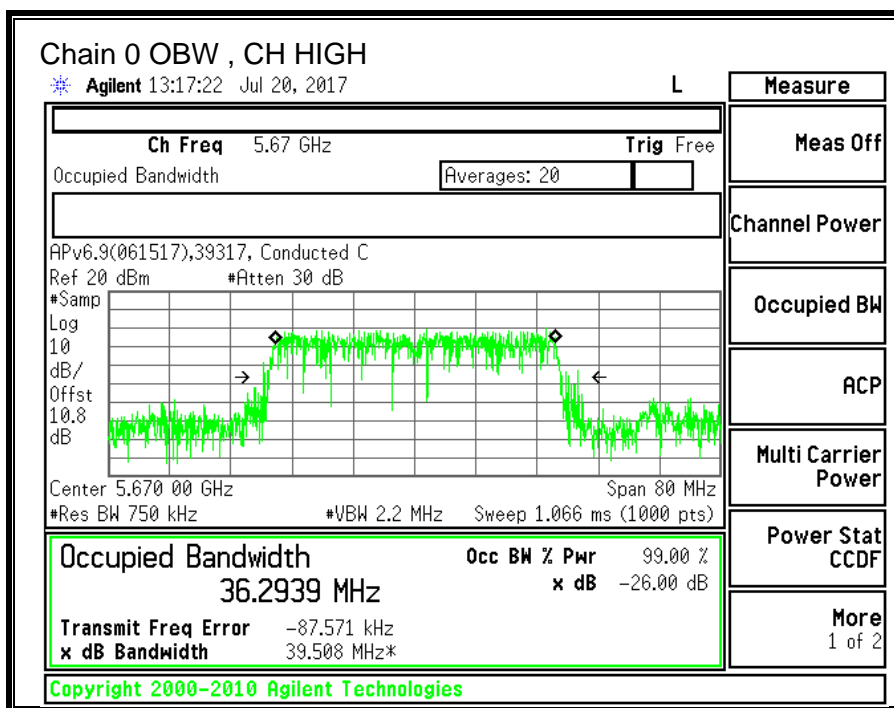 Chain 0 OBW , CH HIGH
Agilent 13:17:22 Jul 20, 2017 L
Measure
Ch Freq 5.67 GHz Trig Free
Meas Off
Occupied Bandwidth Averages: 20
Channel Power
APv6.9(061517),39317, Conducted C
Ref 20 dBm #Atten 30 dB
#Samp
Log
10
dB/
Offst
10.8
dB
Occupied BW
ACP
Multi Carrier
Power
Center 5.670 00 GHz Span 80 MHz
#Res BW 750 kHz #VBW 2.2 MHz Sweep 1.066 ms (1000 pts)
Occupied Bandwidth Occ BW % Pwr 99.00 %
36.2939 MHz x dB -26.00 dB
Power Stat
CCDF
Transmit Freq Error -87.571 kHz
x dB Bandwidth 39.508 MHz*
More
1 of 2
Copyright 2000-2010 Agilent Technologies